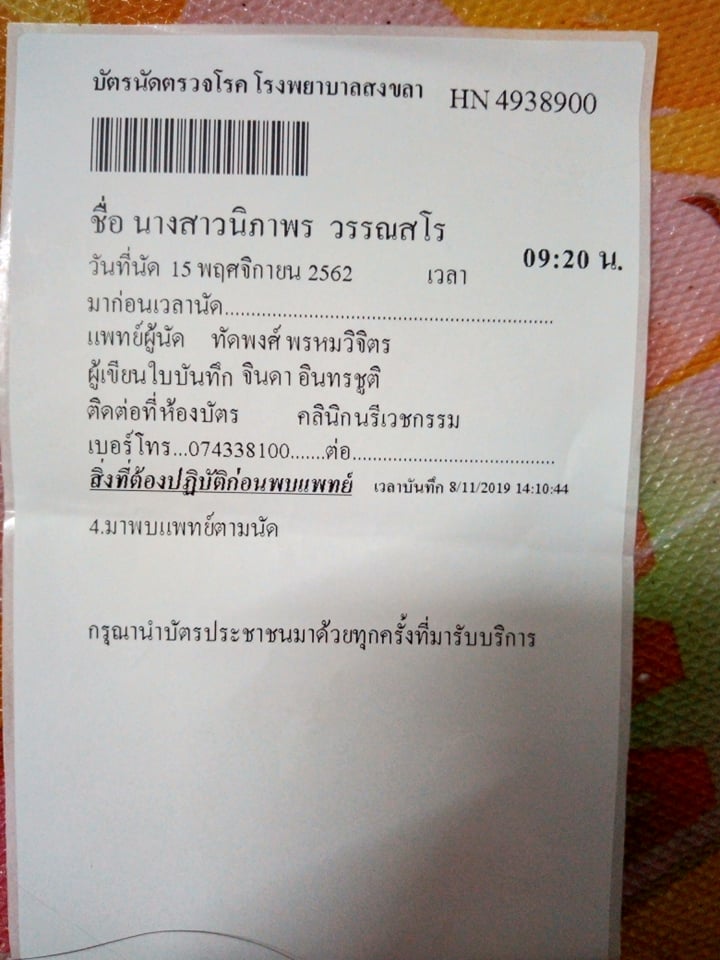 บัตรนัดตรวจโรค โรงพยาบาลสงขลา HN 4938900
ชื่อ นางสาวนิภาพร วรรณสโร
วันที่นัด 15 พฤศจิกายน 2562 เวลา 09:20 น.
มาก่อนเวลานัด..............................................................
แพทย์ผู้นัด ทัดพงศ์ พรหมวิจิตร
ผู้เขียนใบบันทึก จินดา อินทรชูติ
ติดต่อที่ห้องบัตร คลินิกนรีเวชกรรม
เบอร์โทร...074338100.......ต่อ......................................
สิ่งที่ต้องปฏิบัติก่อนพบแพทย์ เวลาบันทึก 8/11/2019 14:10:44
4.มาพบแพทย์ตามนัด
กรุณานำบัตรประชาชนมาด้วยทุกครั้งที่มารับบริการ